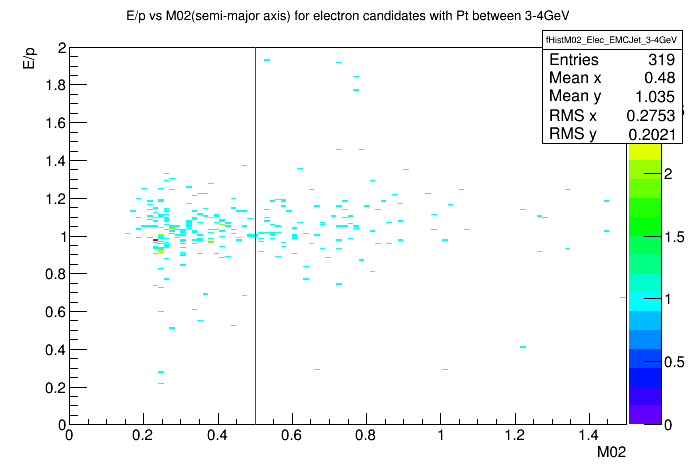 E/p vs M02(semi-major axis) for electron candidates with Pt between 3-4GeV
fHistM02_Elec_EMCJet_3-4GeV
Entries 319
Mean x 0.48
Mean y 1.035
RMS x 0.2753
RMS y 0.2021
E/p
2
1.8
1.6
1.4
1.2
1
0.8
0.6
0.4
0.2
0
0 0.2 0.4 0.6 0.8 1 1.2 1.4
M02
2
1.5
1
0.5
0